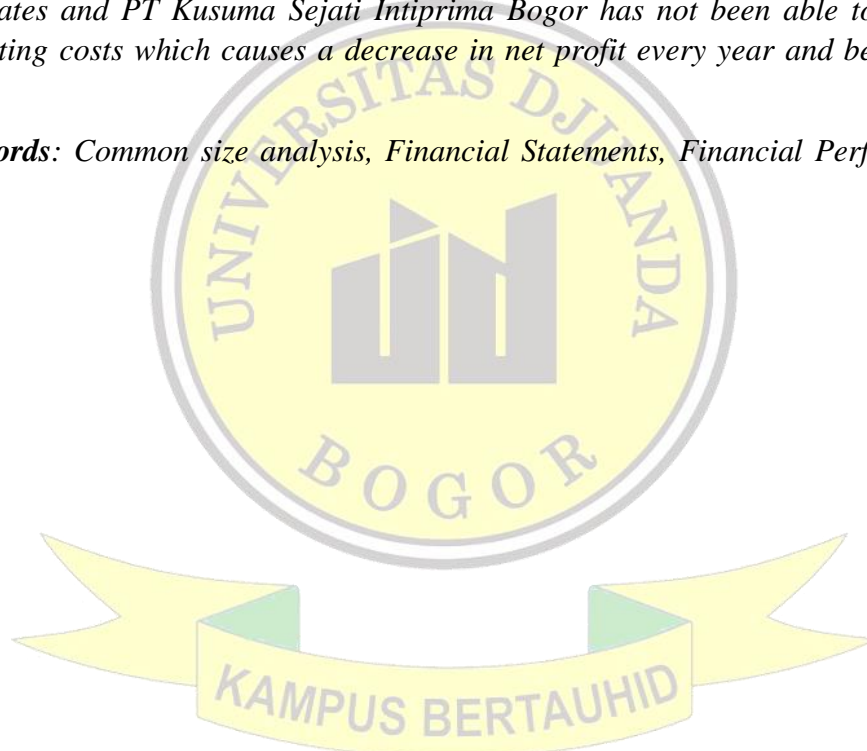 ates and PT Kusuma Sejati Intiprima Bogor has not been able to
ting costs which causes a decrease in net profit every year and be
ords: Common size analysis, Financial Statements, Financial Perf
UNIVERSITAS DJUANDA
BOGOR
KAMPUS BERTAUHID